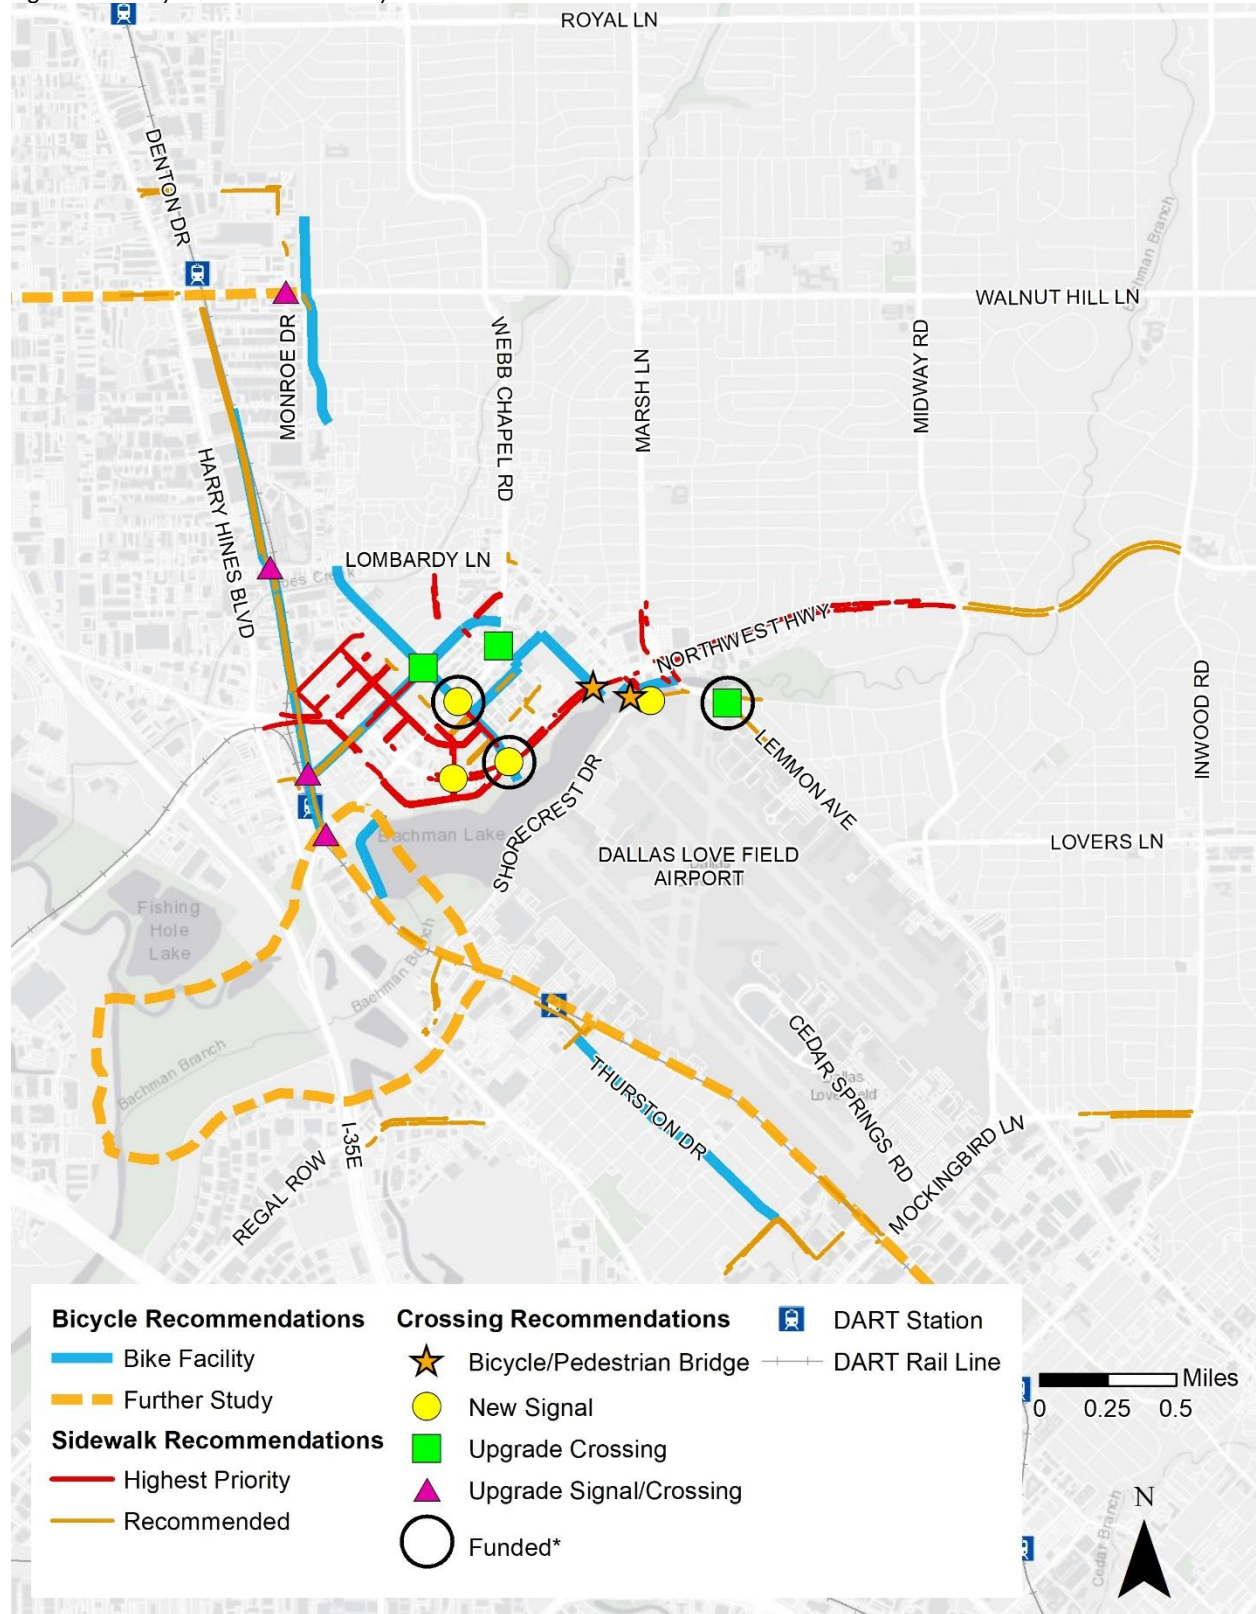 ROYAL LN
DENTON DR
WALNUT HILL LN
Bachman Branch
MONROE DR
WEBB CHAPEL RD
MARSH LN
MIDWAY RD
HARRY HINES BLVD
LOMBARDY LN
NORTHWEST HWY
INWOOD RD
LEMMON AVE
SHORECREST DR
Bachman Lake
DALLAS LOVE FIELD
AIRPORT
LOVERS LN
Fishing
Hole
Lake
Bachman Branch
Bachman Branch
CEDAR SPRINGS RD
THURSTON DR
MOCKINGBIRD LN
I-35E
REGAL ROW
Bicycle Recommendations
Bike Facility
Further Study
Sidewalk Recommendations
Highest Priority
Recommended
Crossing Recommendations
Bicycle/Pedestrian Bridge
New Signal
Upgrade Crossing
Upgrade Signal/Crossing
Funded*
DART Station
DART Rail Line
Miles
0 0.25 0.5
N
Cedar Branch